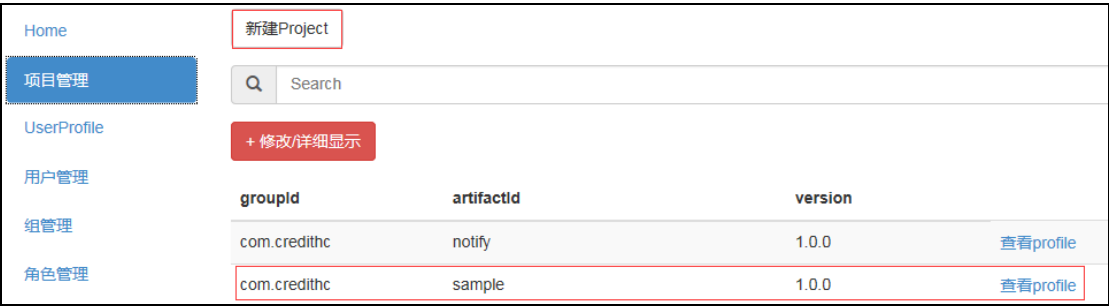 Home
项目管理
UserProfile
用户管理
组管理
角色管理
新建Project
Search
+ 修改/详细显示
groupId artifactId version
com.credithc notify 1.0.0 查看profile
com.credithc sample 1.0.0 查看profile